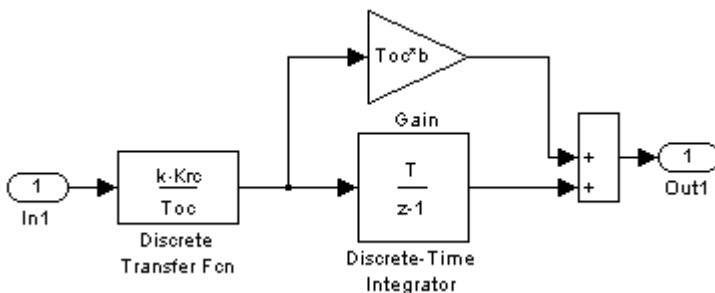 Toc*b
Gain
1
In1
k·Krc
Toc
Discrete
Transfer Fcn
T
z-1
Discrete-Time
Integrator
+
+
1
Out1